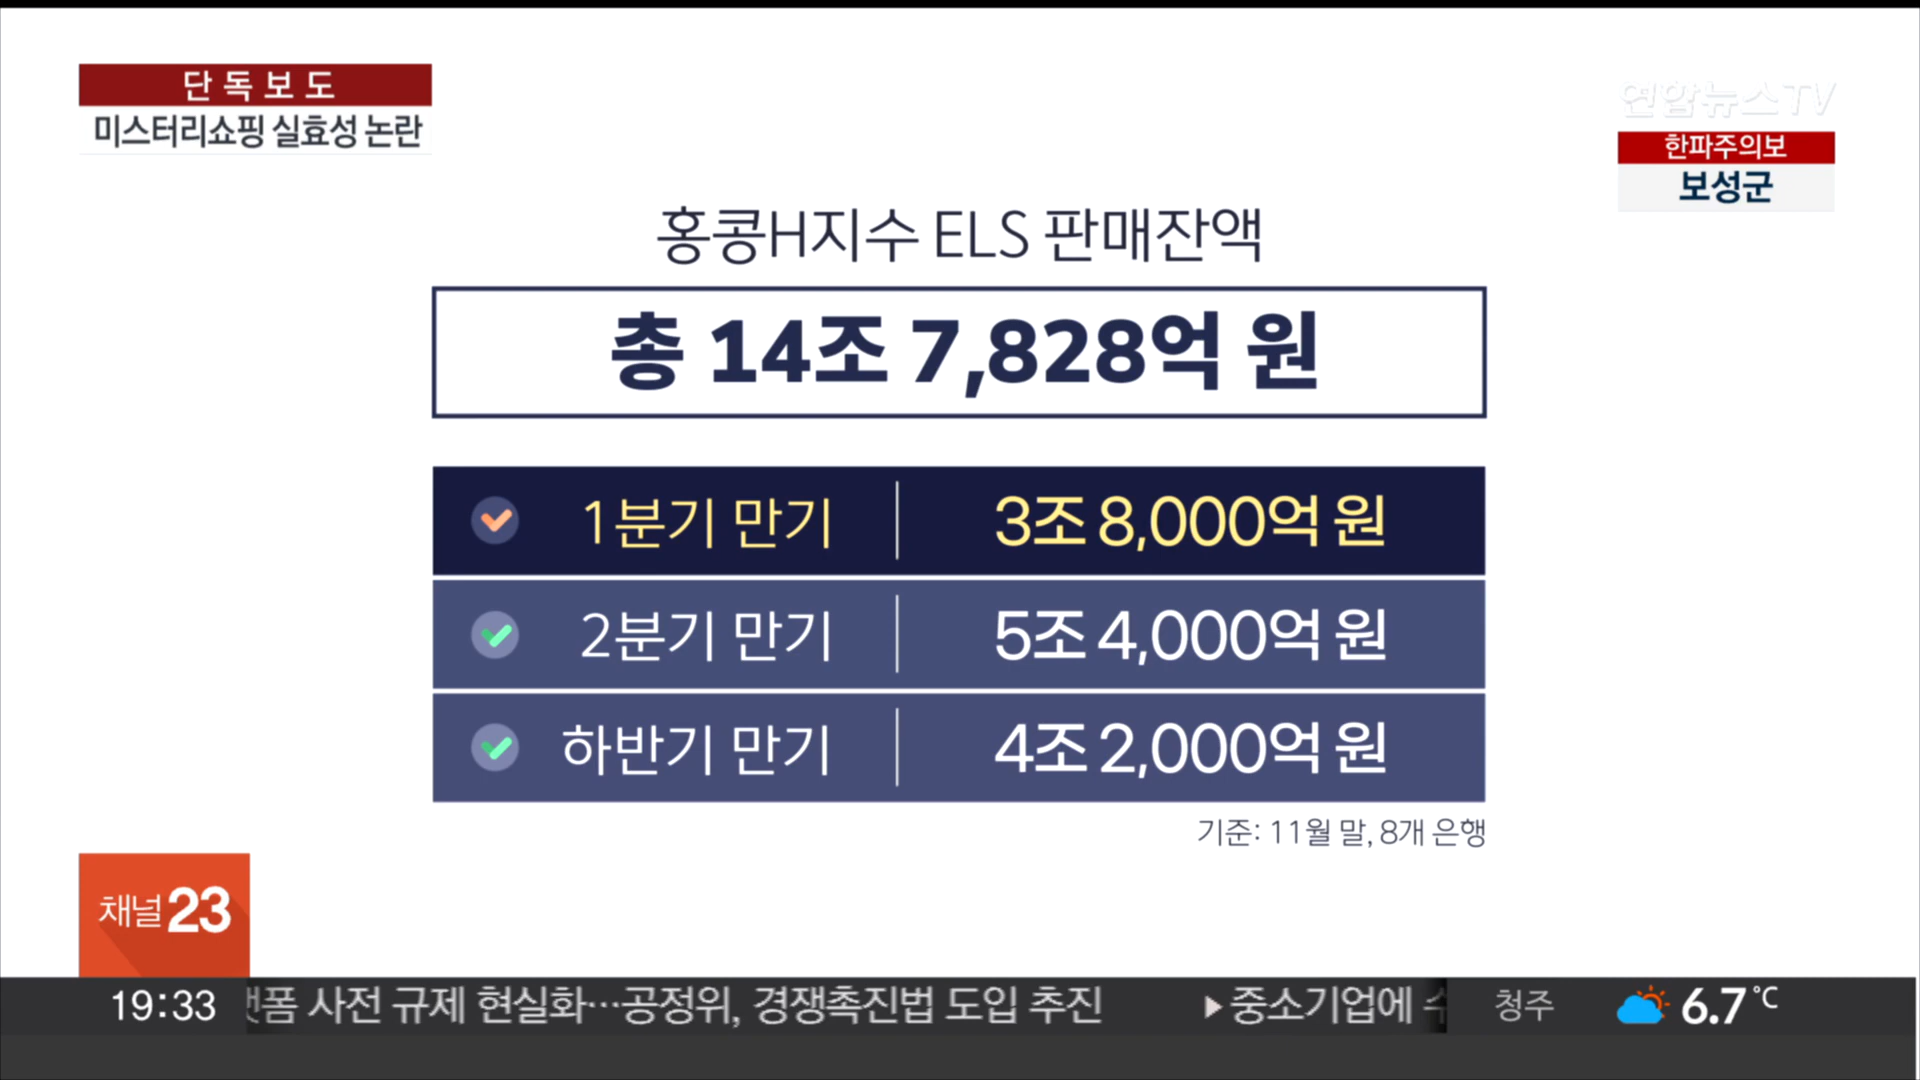 단독보도
미스터리쇼핑 실효성 논란
연합뉴스TV
한파주의보
보성군
홍콩H지수 ELS 판매잔액
총 14조 7,828억 원
1분기 만기 3조 8,000억 원
2분기 만기 5조 4,000억 원
하반기 만기 4조 2,000억 원
기준: 11월 말, 8개 은행
채널 23
19:33 사전 규제 현실화…공정위, 경쟁촉진법 도입 추진 ▶중소기업에 청주 6.7℃